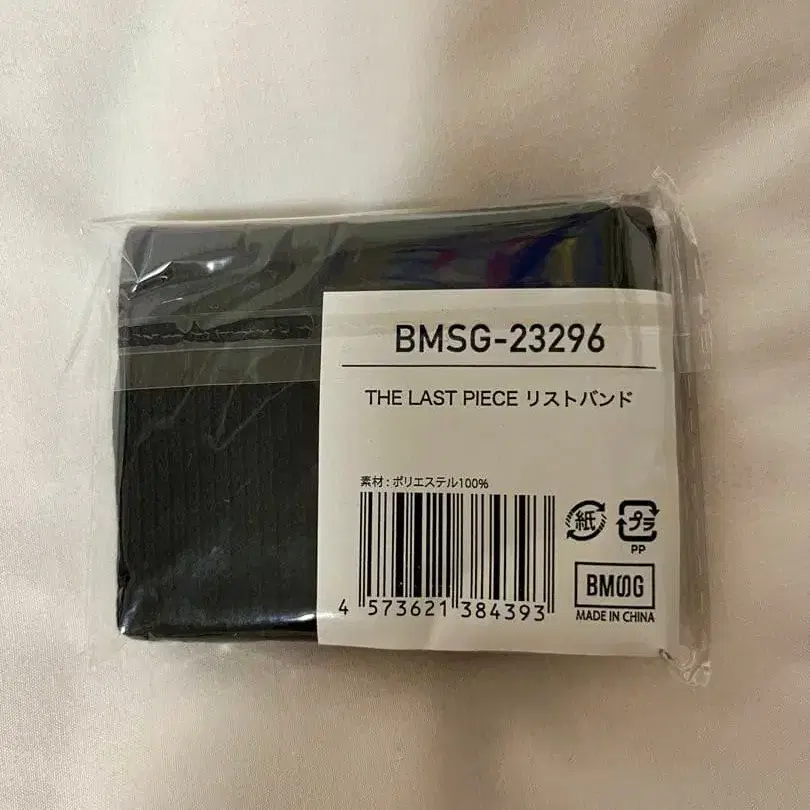 BMSG-23296
THE LAST PIECE リストバンド
素材 : ポリエステル100%
紙
プラ
PP
4 573621 384393
BMSG
MADE IN CHINA